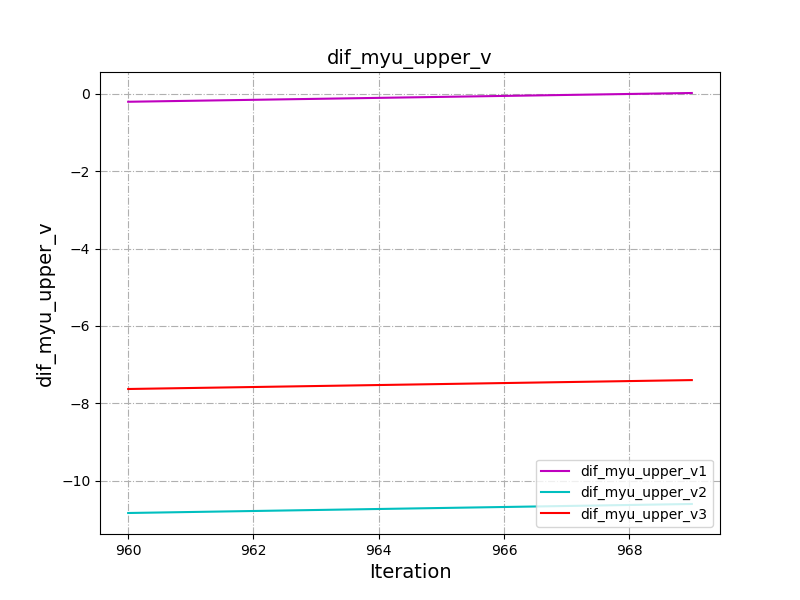 dif_myu_upper_v
dif_myu_upper_v
0
−2
−4
−6
−8
−10
dif_myu_upper_v1
dif_myu_upper_v2
dif_myu_upper_v3
960 962 964 966 968
Iteration